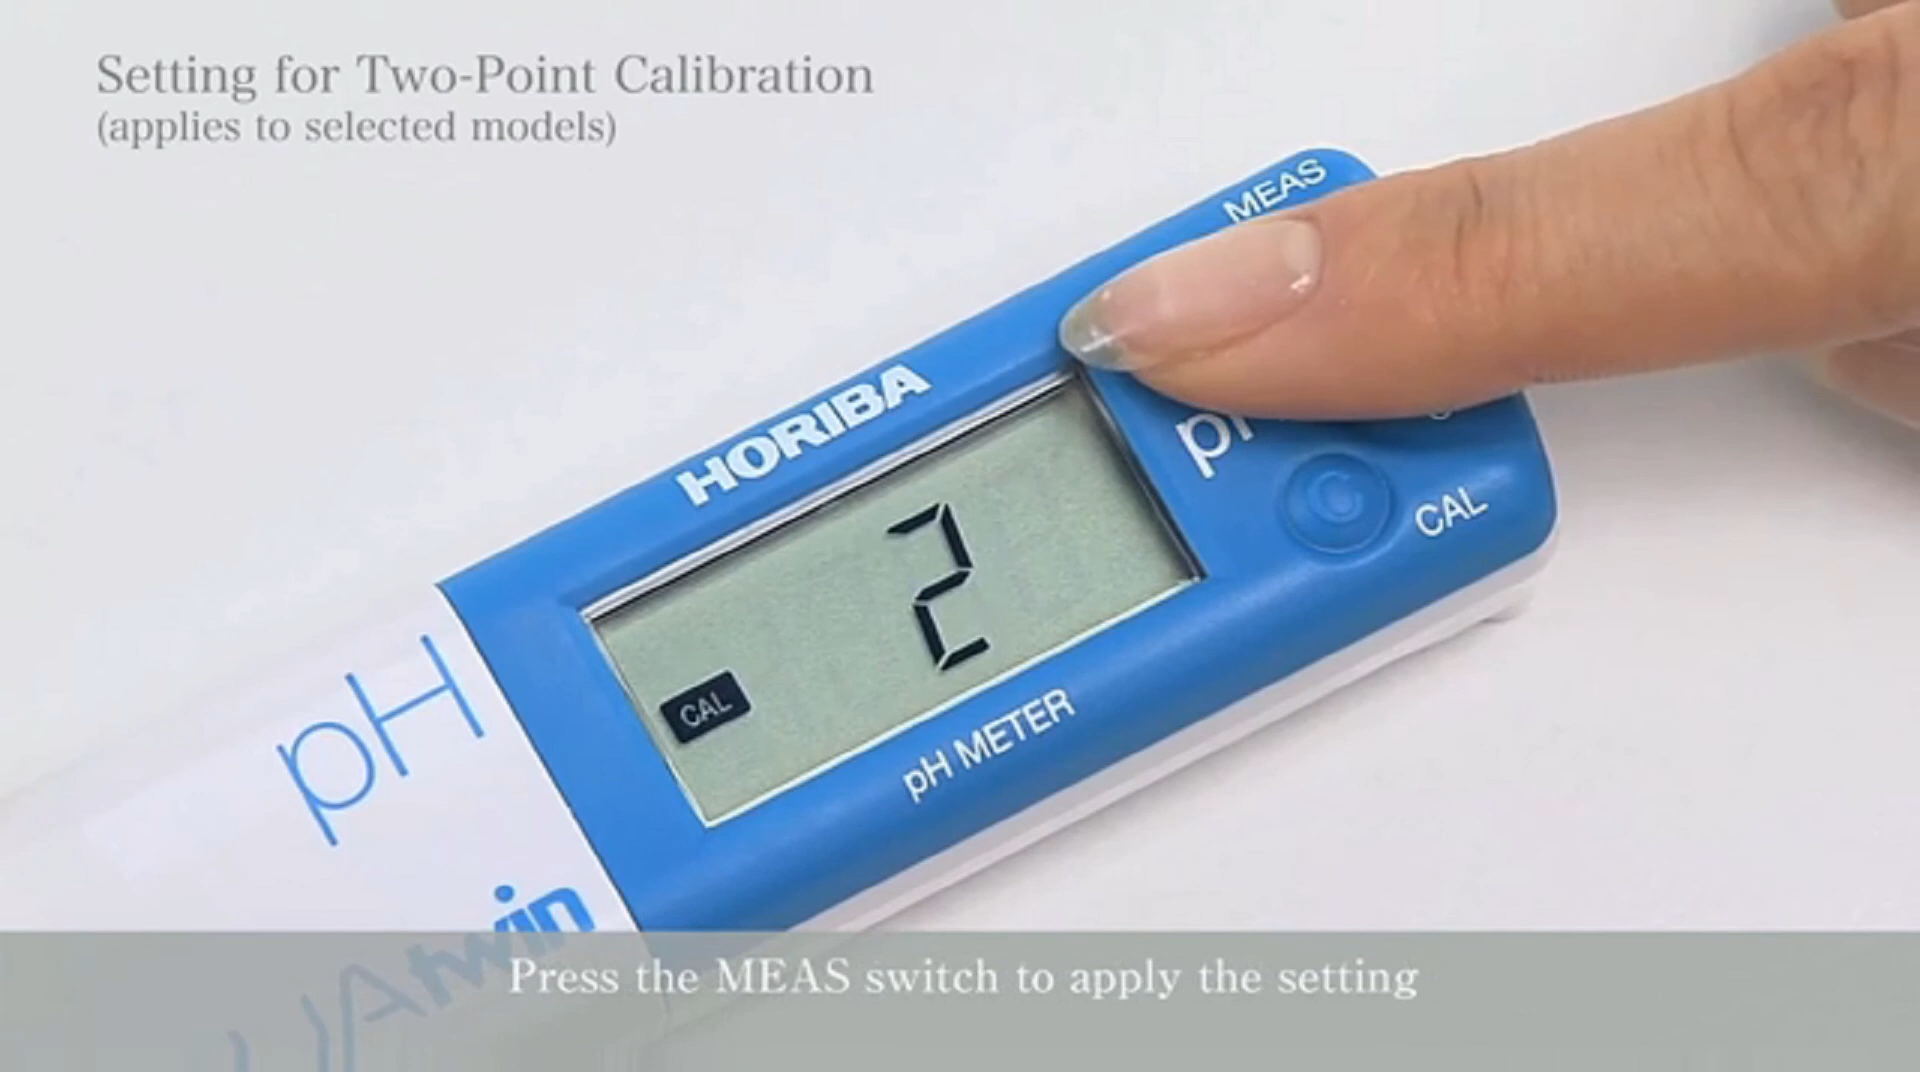 Setting for Two-Point Calibration
(applies to selected models)
MEAS
HORIBA
2
CAL
CAL
pH METER
pH
LAQUAtwin
Press the MEAS switch to apply the setting